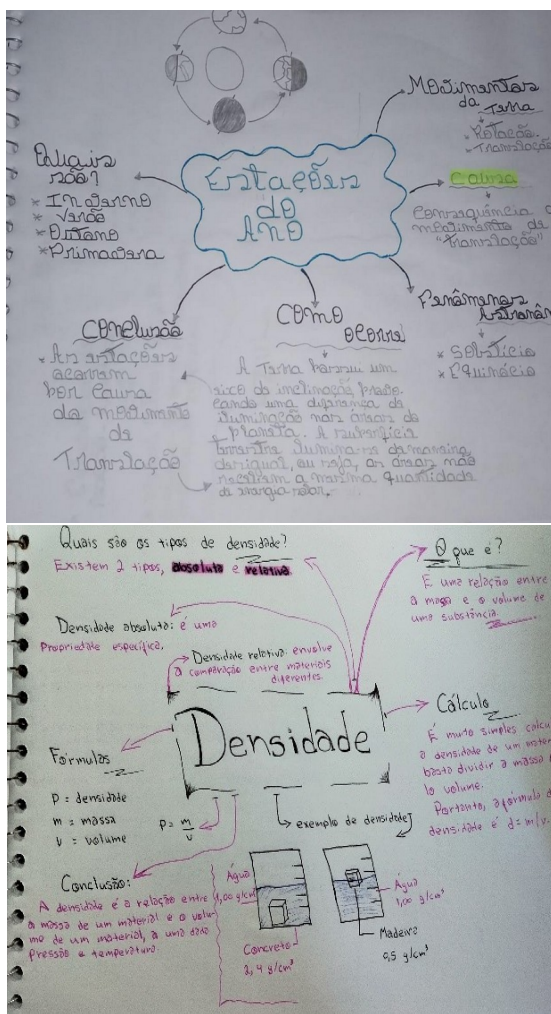 Movimentos
da Terra
* Rotação
* Translação
Quais
são?
* Inverno
* Verão
* Outono
* Primavera
Estações
do
Ano
Causa
Consequência d
movimento de
"Translação"
Fenômenos
Astronôm
* Solstício
* Equinócio
Conclusão
* As estações
ocorrem
por causa
do movimento
de
Translação
Como
ocorre
A Terra possui um
eixo de inclinação, provo
cando uma diferença de
iluminação nas áreas do
planeta. A superfície
terrestre ilumina-se de maneira
desigual, ou seja, as áreas não
recebem a mesma quantidade
de energia solar.
Quais são os tipos de densidade?
Existem 2 tipos, absoluta e relativa
O que é?
É uma relação entre
a massa e o volume de
uma substância.
Densidade absoluta: é uma
Propriedade específica.
Densidade relativa: envolve
a comparação entre materiais
diferentes.
Densidade
Cálculo
É muito simples calcu
a densidade de um mater
basta dividir a massa
lo volume.
Portanto, a fórmula d
densidade é d=m/v.
Fórmulas
P = densidade
m = massa
v = volume
P = m/v
exemplo de densidade
Conclusão:
A densidade é a relação entre
a massa de um material e o volu-
me de um material, a uma dada
Pressão e temperatura.
Água
1,00 g/cm³
Concreto
2,4 g/cm³
Água
1,00 g/cm³
Madeira
0,5 g/cm³